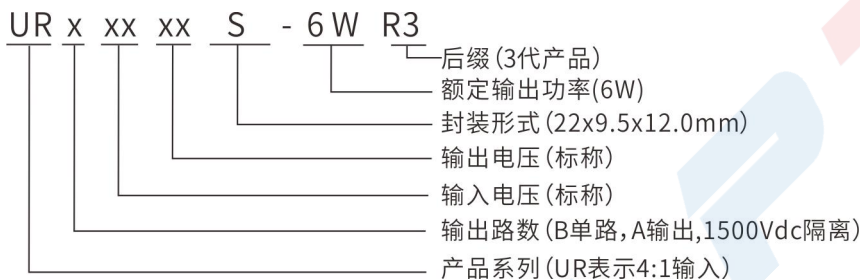 UR x xx xx S - 6W R3
后缀(3代产品)
额定输出功率(6W)
封装形式(22x9.5x12.0mm)
输出电压(标称)
输入电压(标称)
输出路数(B单路,A输出,1500Vdc隔离)
产品系列(UR表示4:1输入)